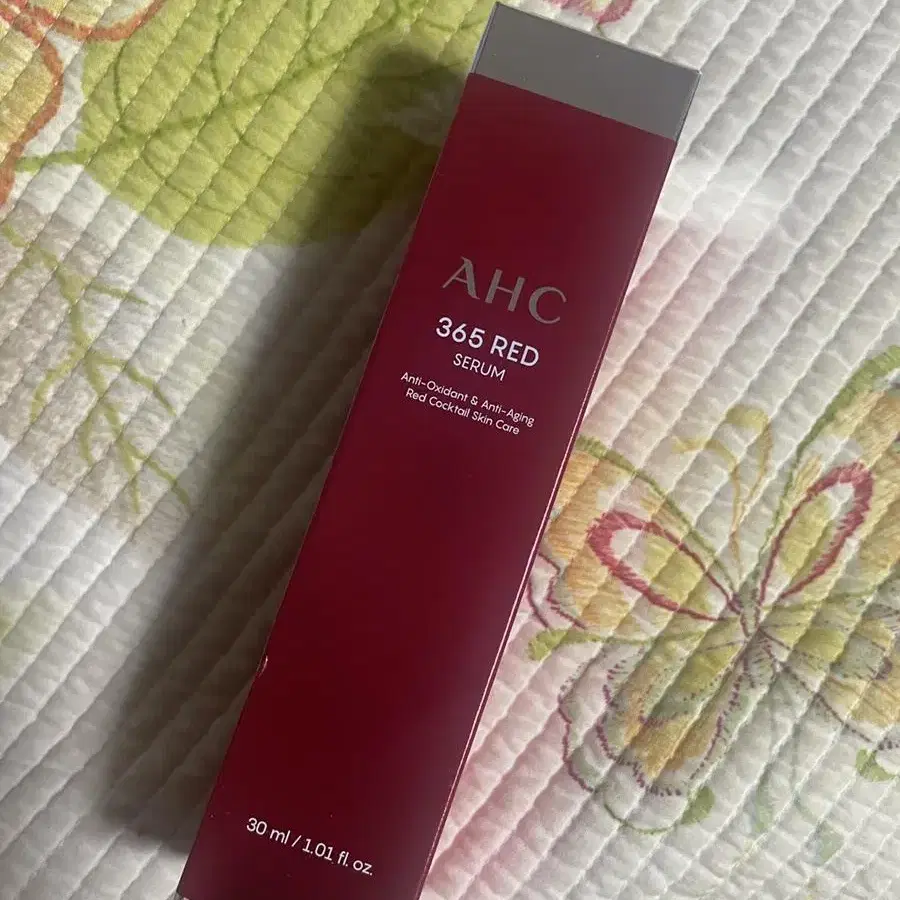 AHC
365 RED
SERUM
Anti-Oxidant & Anti-Aging
Red Cocktail Skin Care
30 ml / 1.01 fl. oz.